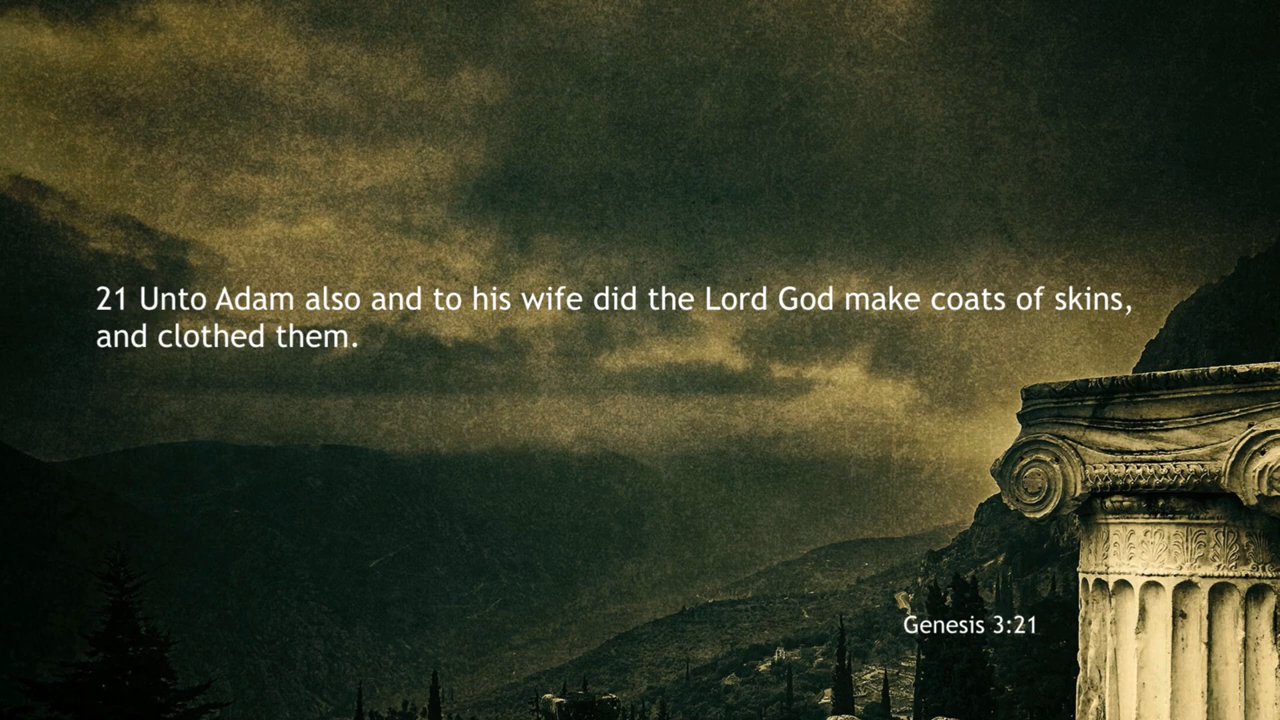 21 Unto Adam also and to his wife did the Lord God make coats of skins,
and clothed them.
Genesis 3:21